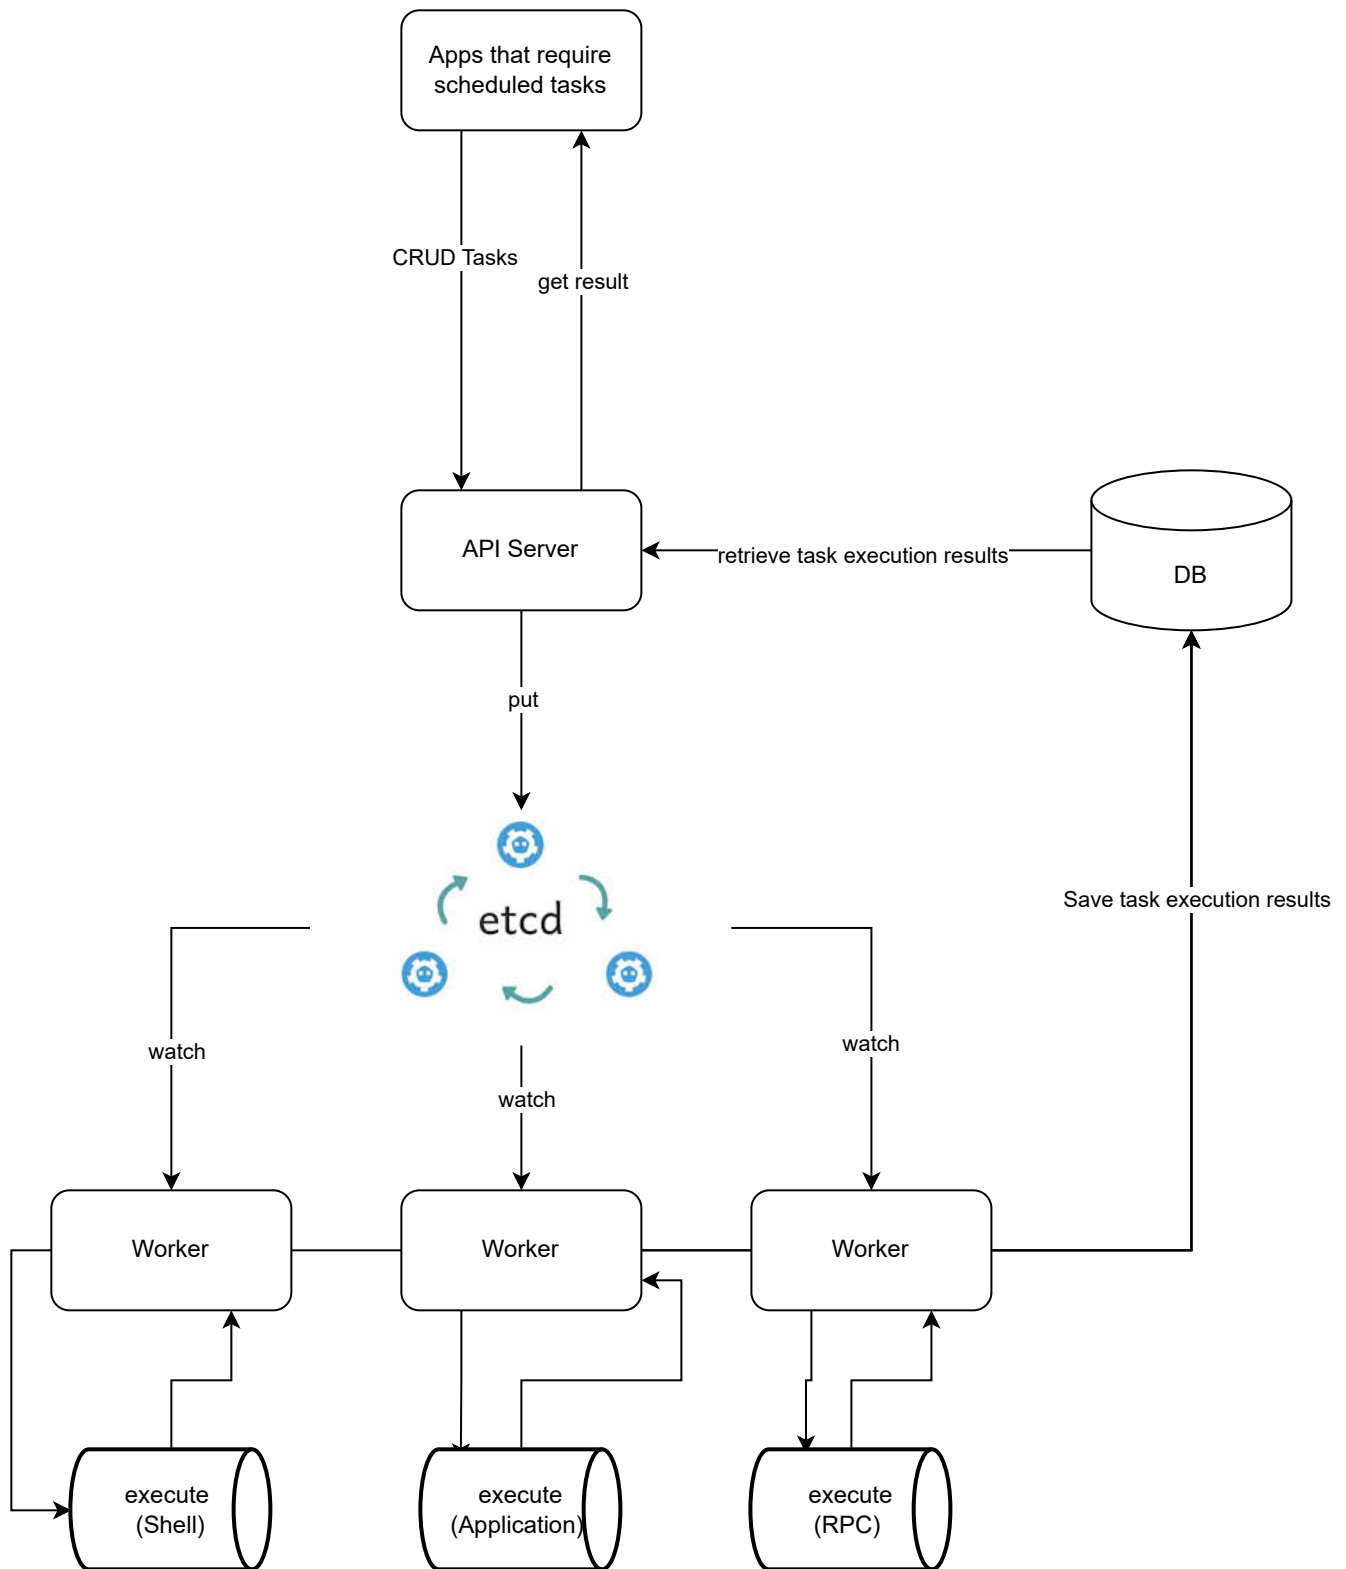 Apps that require
scheduled tasks
CRUD Tasks
get result
API Server
retrieve task execution results
DB
put
etcd
Save task execution results
watch
watch
watch
Worker
Worker
Worker
execute
(Shell)
execute
(Application)
execute
(RPC)